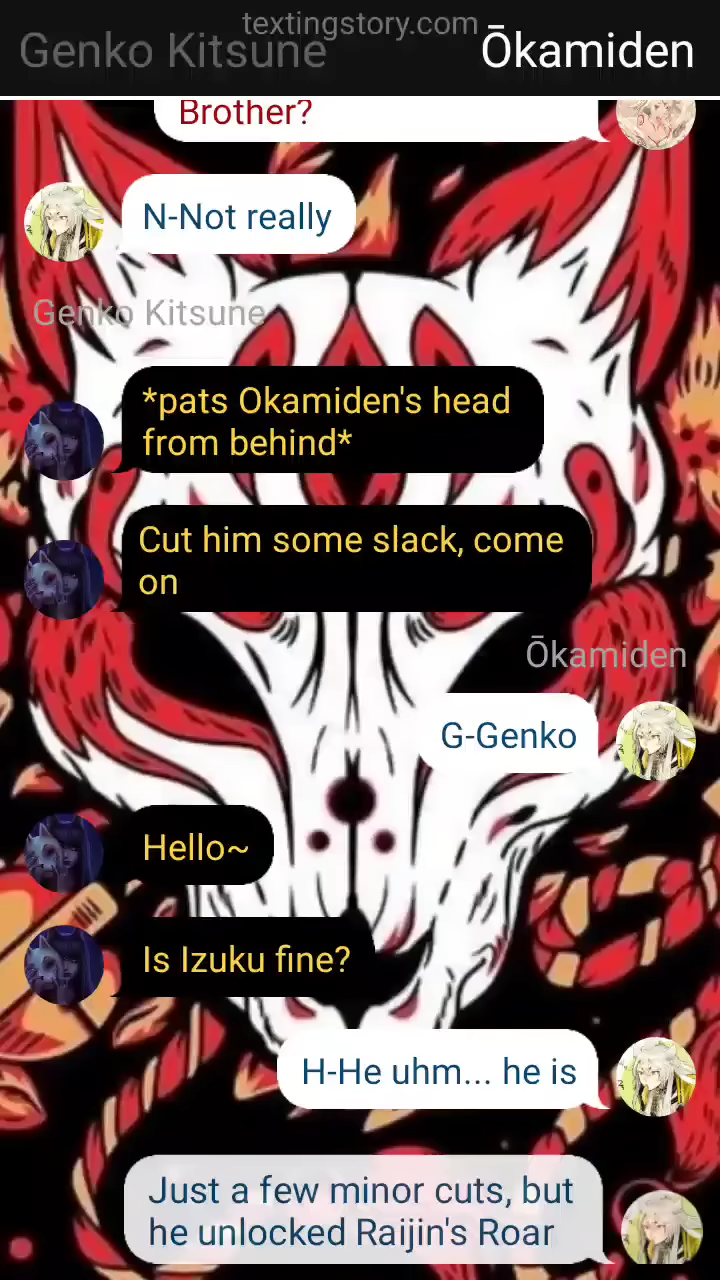 textingstory.com
Genko Kitsune
Ōkamiden
Brother?
N-Not really
Genko Kitsune
*pats Okamiden's head
from behind*
Cut him some slack, come
on
Ōkamiden
G-Genko
Hello~
Is Izuku fine?
H-He uhm... he is
Just a few minor cuts, but
he unlocked Raijin's Roar